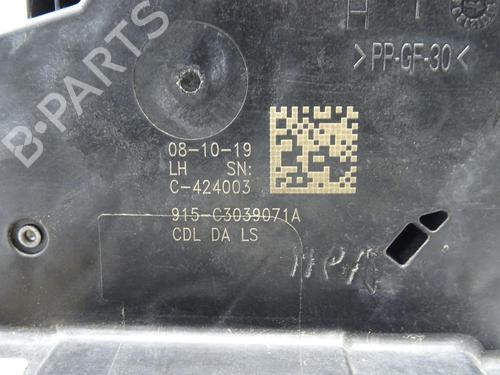 H
>PP-GF-30<
08-10-19
LH SN:
C-424003
915-C3039071A
CDL DA LS
B-PARTS